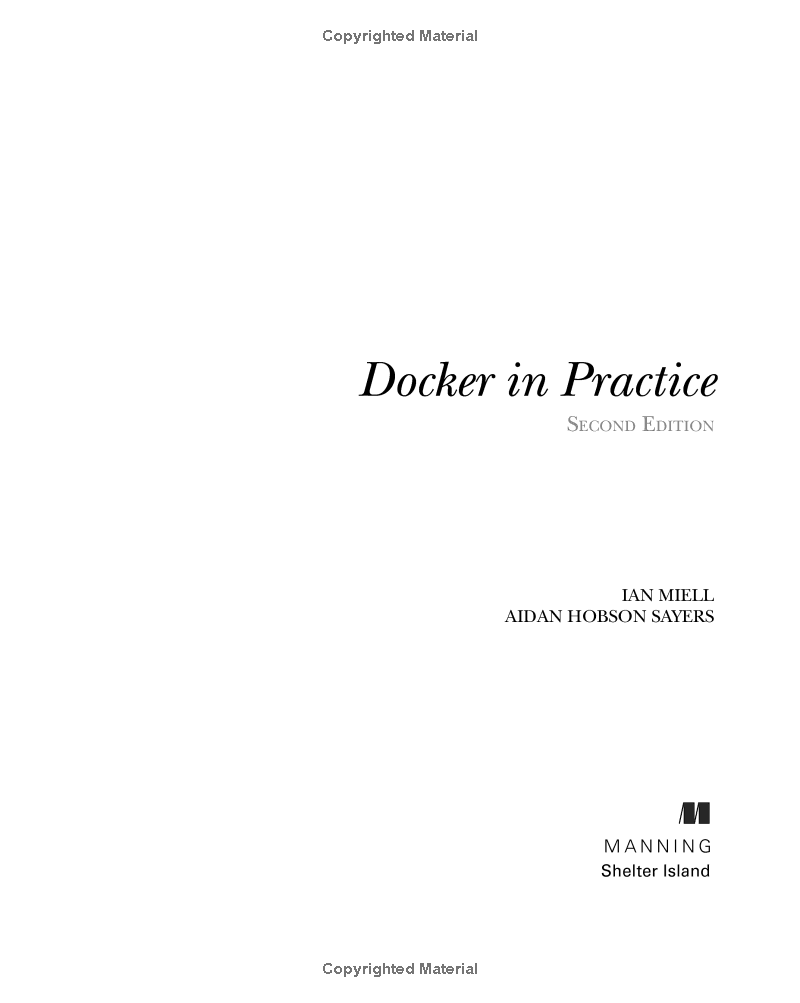 Copyrighted Material
Docker in Practice
SECOND EDITION
IAN MIELL
AIDAN HOBSON SAYERS
MANNING
Shelter Island
Copyrighted Material